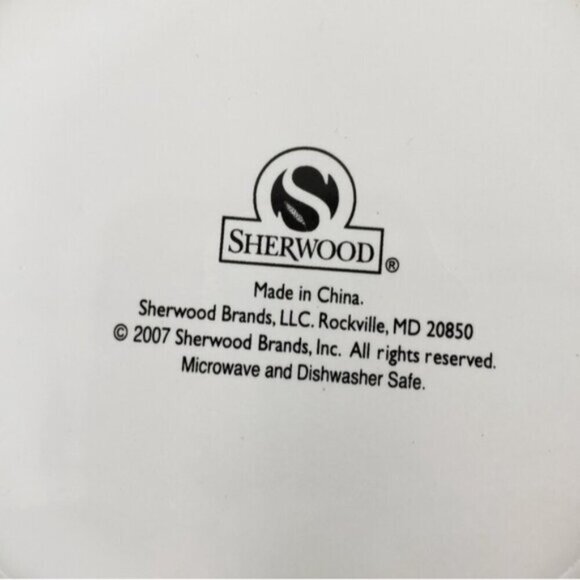 S
SHERWOOD®
Made in China.
Sherwood Brands, LLC. Rockville, MD 20850
© 2007 Sherwood Brands, Inc. All rights reserved.
Microwave and Dishwasher Safe.